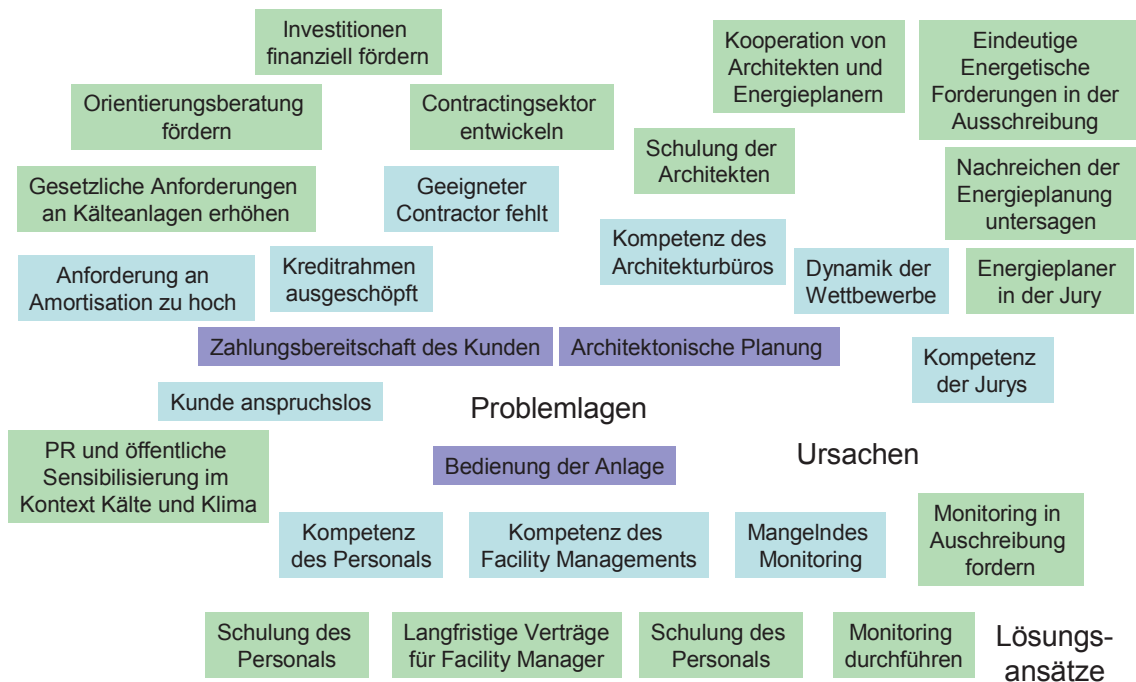 Investitionen
finanziell fördern
Kooperation von
Architekten und
Energieplanern
Eindeutige
Energetische
Forderungen in der
Ausschreibung
Orientierungsberatung
fördern
Contractingsektor
entwickeln
Schulung der
Architekten
Nachreichen der
Energieplanung
untersagen
Gesetzliche Anforderungen
an Kälteanlagen erhöhen
Geeigneter
Contractor fehlt
Kompetenz des
Architekturbüros
Anforderung an
Amortisation zu hoch
Kreditrahmen
ausgeschöpft
Dynamik der
Wettbewerbe
Energieplaner
in der Jury
Zahlungsbereitschaft des Kunden
Architektonische Planung
Kompetenz
der Jurys
Kunde anspruchslos
Problemlagen
PR und öffentliche
Sensibilisierung im
Kontext Kälte und Klima
Bedienung der Anlage
Ursachen
Kompetenz
des Personals
Kompetenz des
Facility Managements
Mangelndes
Monitoring
Monitoring in
Auschreibung
fordern
Schulung des
Personals
Langfristige Verträge
für Facility Manager
Schulung des
Personals
Monitoring
durchführen
Lösungs-
ansätze